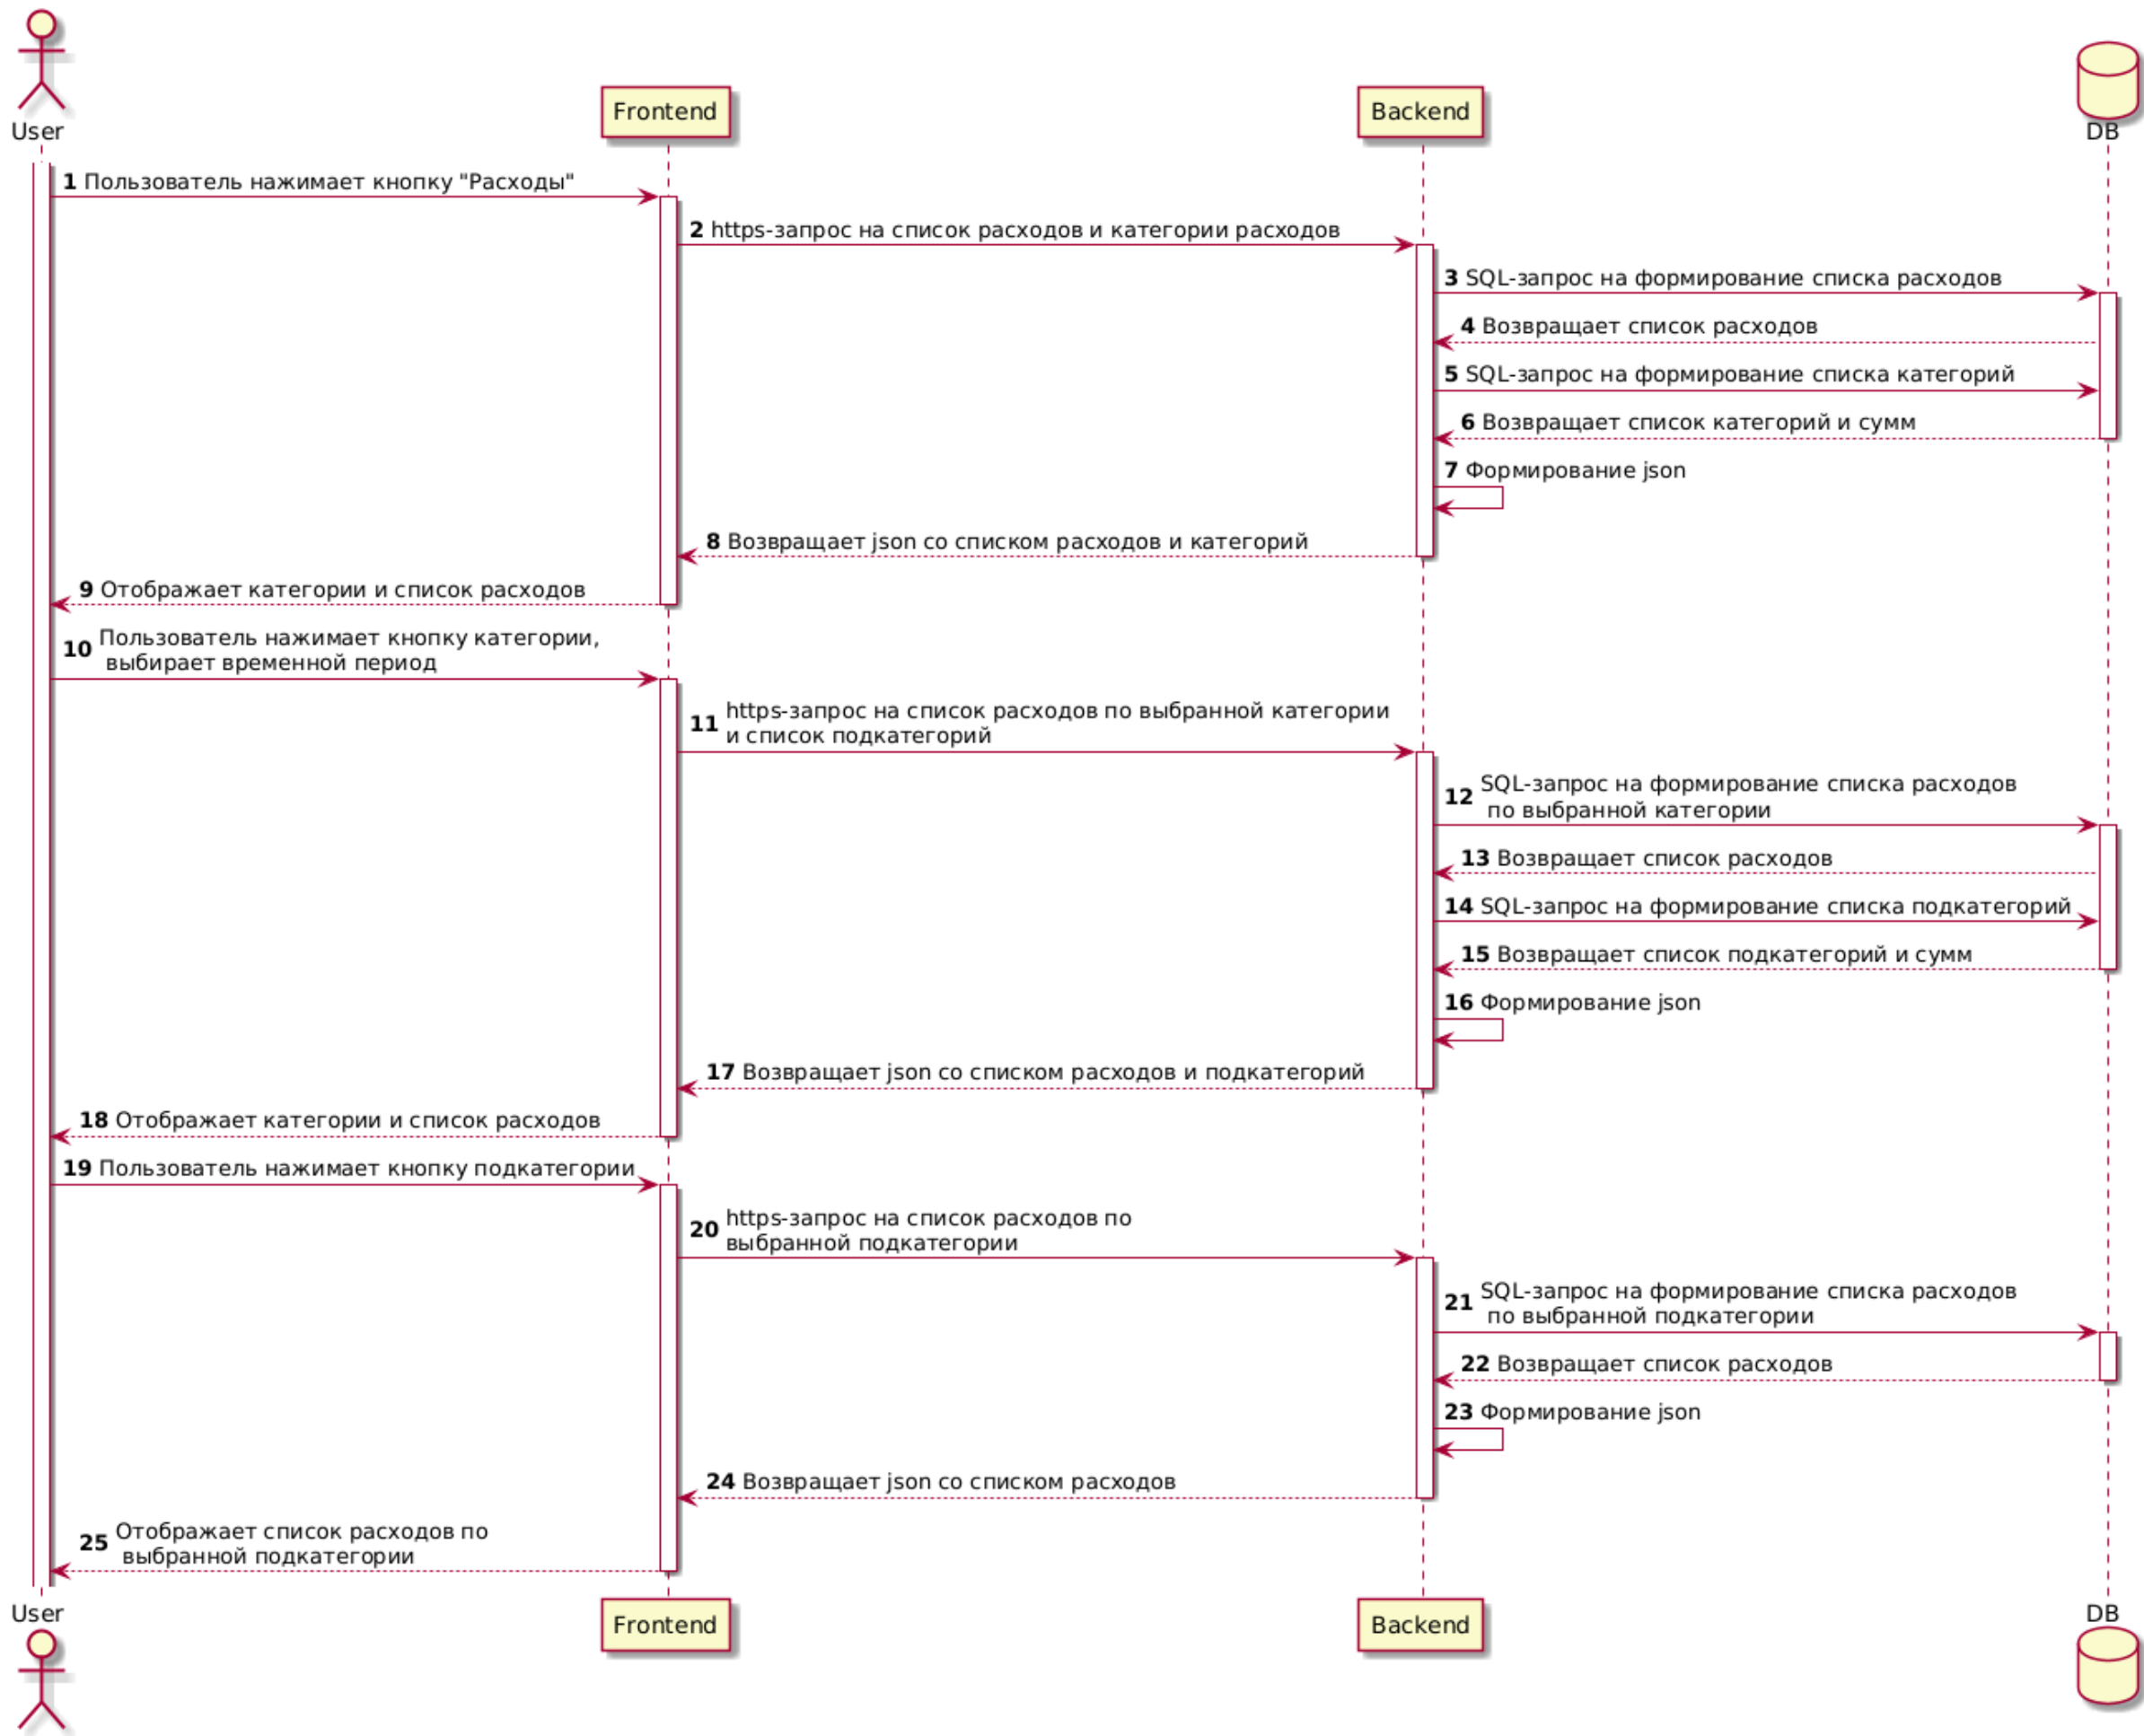 User
Frontend
Backend
DB
1 Пользователь нажимает кнопку "Расходы"
2 https-запрос на список расходов и категории расходов
3 SQL-запрос на формирование списка расходов
4 Возвращает список расходов
5 SQL-запрос на формирование списка категорий
6 Возвращает список категорий и сумм
7 Формирование json
8 Возвращает json со списком расходов и категорий
9 Отображает категории и список расходов
10 Пользователь нажимает кнопку категории,
выбирает временной период
11 https-запрос на список расходов по выбранной категории
и список подкатегорий
12 SQL-запрос на формирование списка расходов
по выбранной категории
13 Возвращает список расходов
14 SQL-запрос на формирование списка подкатегорий
15 Возвращает список подкатегорий и сумм
16 Формирование json
17 Возвращает json со списком расходов и подкатегорий
18 Отображает категории и список расходов
19 Пользователь нажимает кнопку подкатегории
20 https-запрос на список расходов по
выбранной подкатегории
21 SQL-запрос на формирование списка расходов
по выбранной подкатегории
22 Возвращает список расходов
23 Формирование json
24 Возвращает json со списком расходов
25 Отображает список расходов по
выбранной подкатегории
User
Frontend
Backend
DB